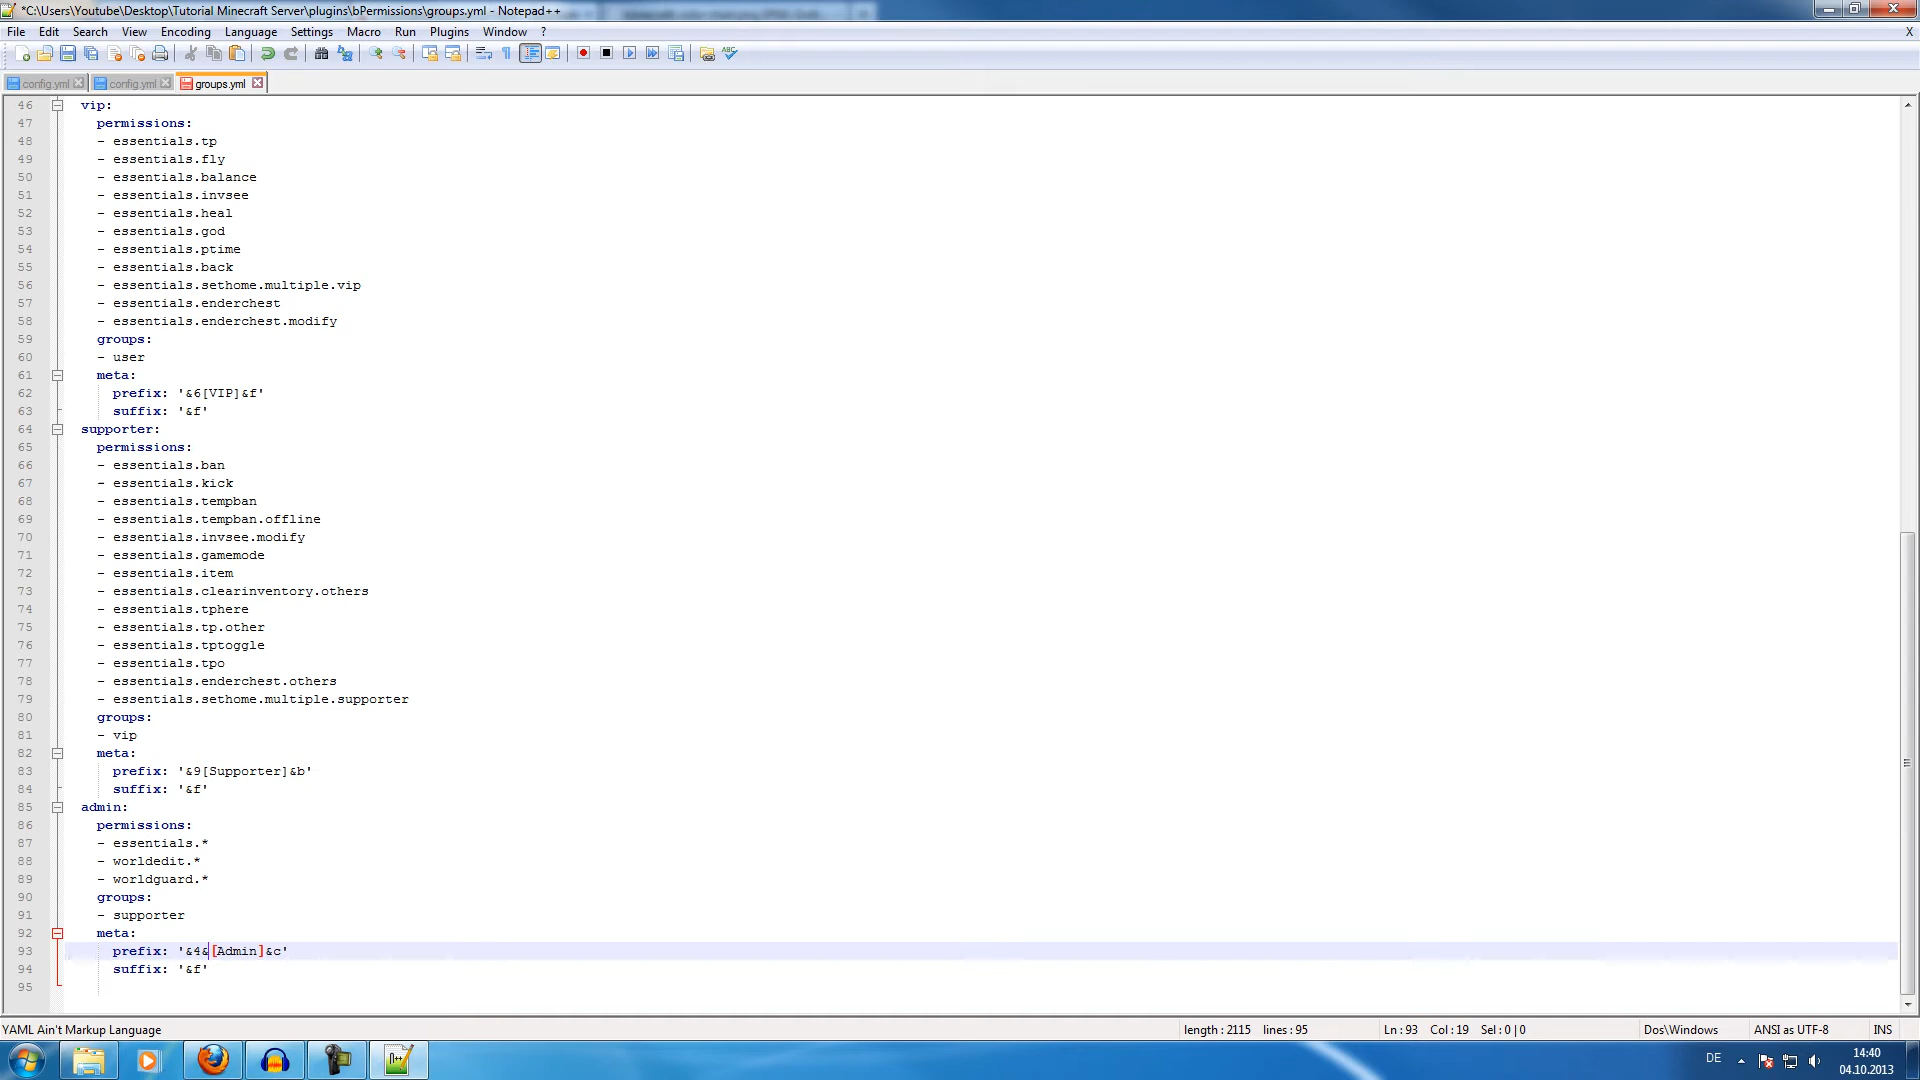 *C:\Users\Youtube\Desktop\Tutorial Minecraft Server\plugins\bPermissions\groups.yml - Notepad++
File Edit Search View Encoding Language Settings Macro Run Plugins Window ? X
config.yml config.yml groups.yml
46 vip:
47 permissions:
48 - essentials.tp
49 - essentials.fly
50 - essentials.balance
51 - essentials.invsee
52 - essentials.heal
53 - essentials.god
54 - essentials.ptime
55 - essentials.back
56 - essentials.sethome.multiple.vip
57 - essentials.enderchest
58 - essentials.enderchest.modify
59 groups:
60 - user
61 meta:
62 prefix: '&6[VIP]&f'
63 suffix: '&f'
64 supporter:
65 permissions:
66 - essentials.ban
67 - essentials.kick
68 - essentials.tempban
69 - essentials.tempban.offline
70 - essentials.invsee.modify
71 - essentials.gamemode
72 - essentials.item
73 - essentials.clearinventory.others
74 - essentials.tphere
75 - essentials.tp.other
76 - essentials.tptoggle
77 - essentials.tpo
78 - essentials.enderchest.others
79 - essentials.sethome.multiple.supporter
80 groups:
81 - vip
82 meta:
83 prefix: '&9[Supporter]&b'
84 suffix: '&f'
85 admin:
86 permissions:
87 - essentials.*
88 - worldedit.*
89 - worldguard.*
90 groups:
91 - supporter
92 meta:
93 prefix: '&4&[Admin]&c'
94 suffix: '&f'
95
YAML Ain't Markup Language length : 2115 lines : 95 Ln : 93 Col : 19 Sel : 0 | 0 Dos\Windows ANSI as UTF-8 INS
DE 14:40
04.10.2013